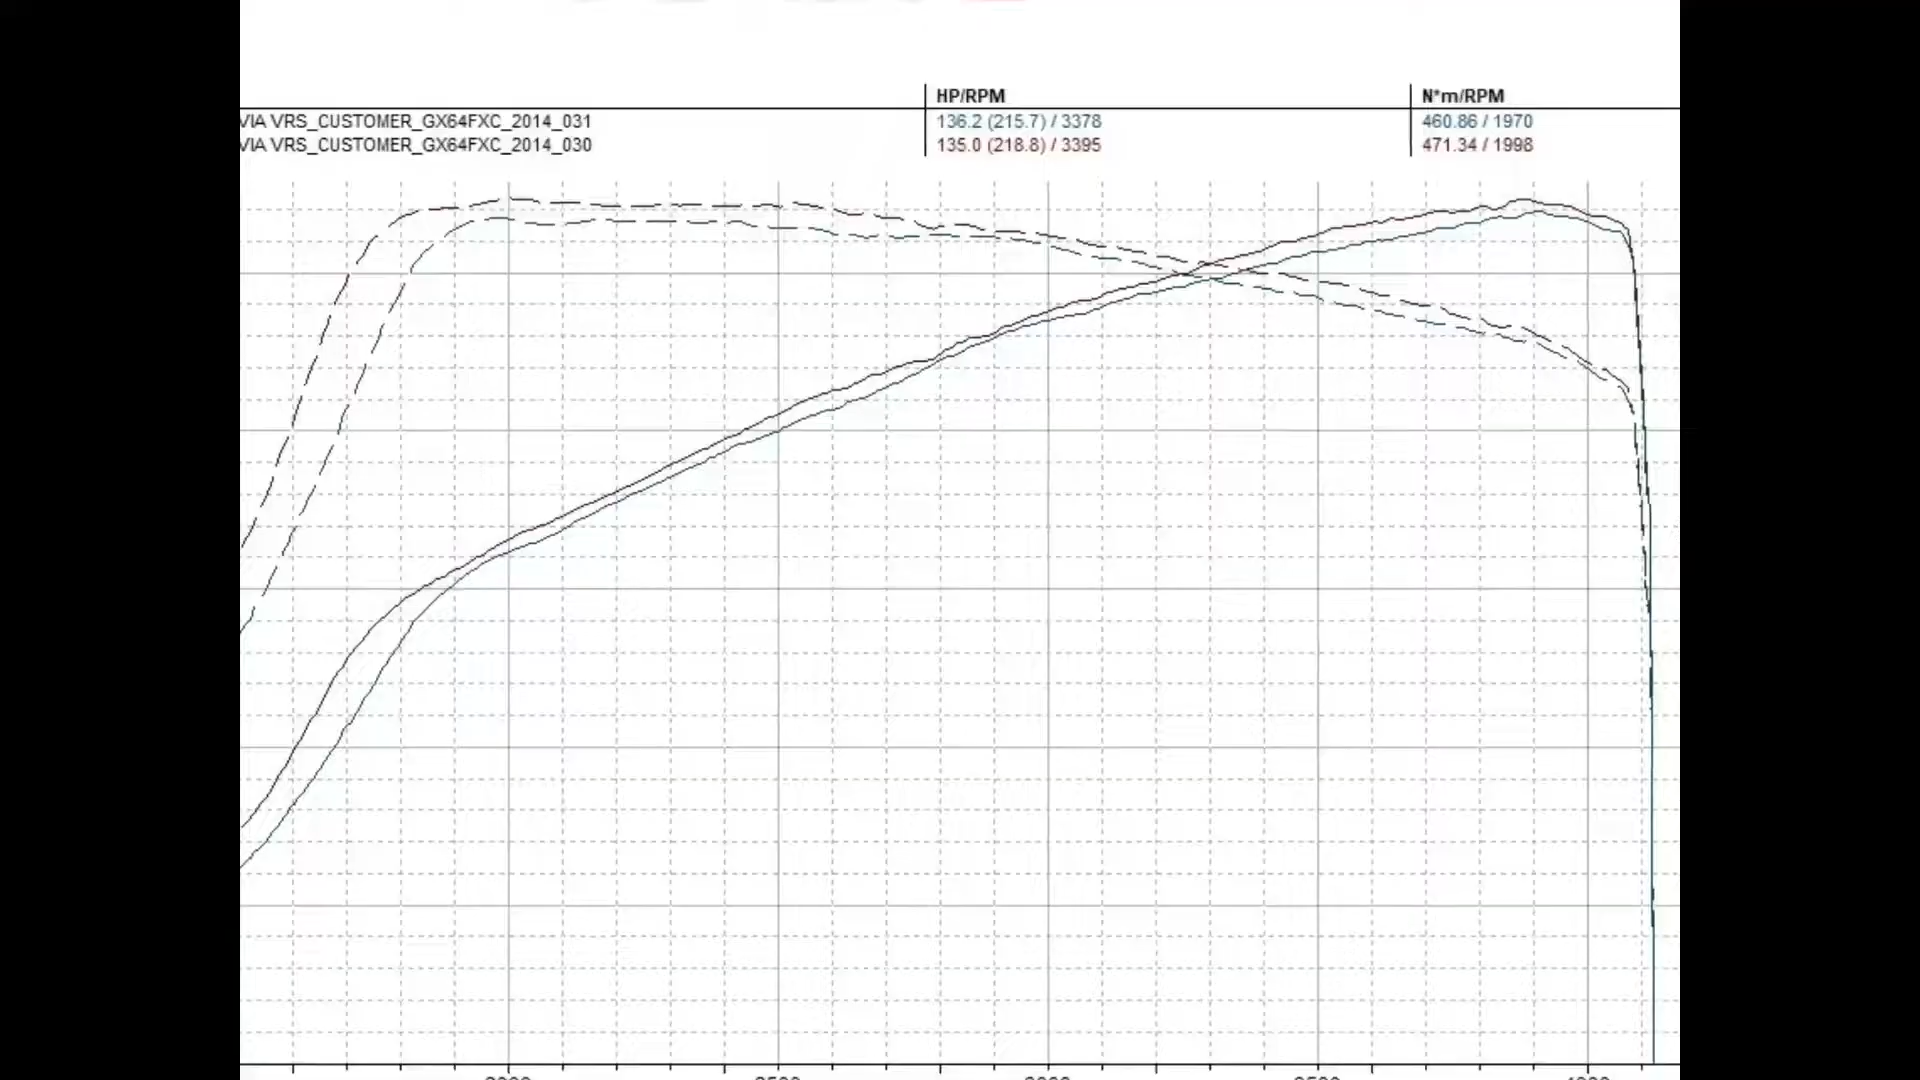 HP/RPM N*m/RPM
VIA VRS_CUSTOMER_GX64FXC_2014_031 136.2 (215.7) / 3378 460.86 / 1970
VIA VRS_CUSTOMER_GX64FXC_2014_030 135.0 (218.8) / 3395 471.34 / 1998